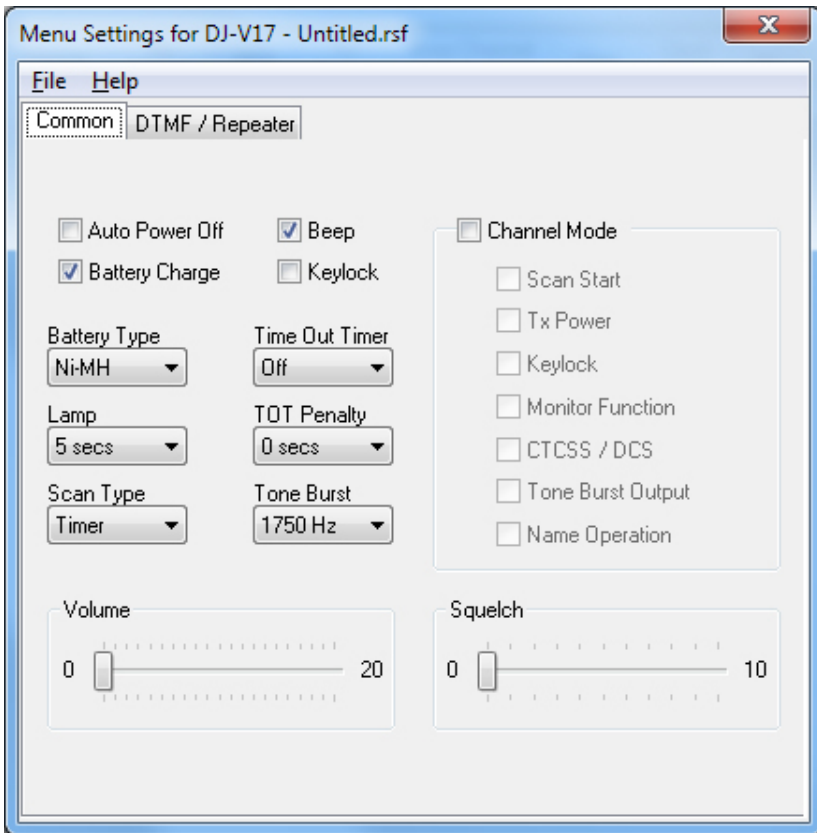 Menu Settings for DJ-V17 - Untitled.rsf
File Help
Common DTMF / Repeater
Auto Power Off Beep
Battery Charge Keylock
Battery Type Time Out Timer
Ni-MH Off
Lamp TOT Penalty
5 secs 0 secs
Scan Type Tone Burst
Timer 1750 Hz
Channel Mode
Scan Start
Tx Power
Keylock
Monitor Function
CTCSS / DCS
Tone Burst Output
Name Operation
Volume
0 20
Squelch
0 10